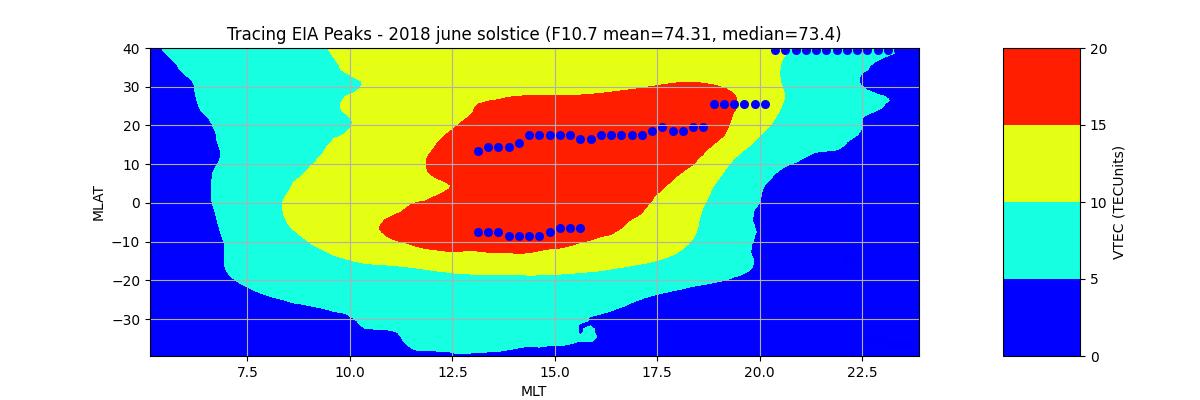 Tracing EIA Peaks - 2018 june solstice (F10.7 mean=74.31, median=73.4)
40
30
20
10
0
−10
−20
−30
MLAT
7.5 10.0 12.5 15.0 17.5 20.0 22.5
MLT
20
15
10
5
0
VTEC (TECUnits)